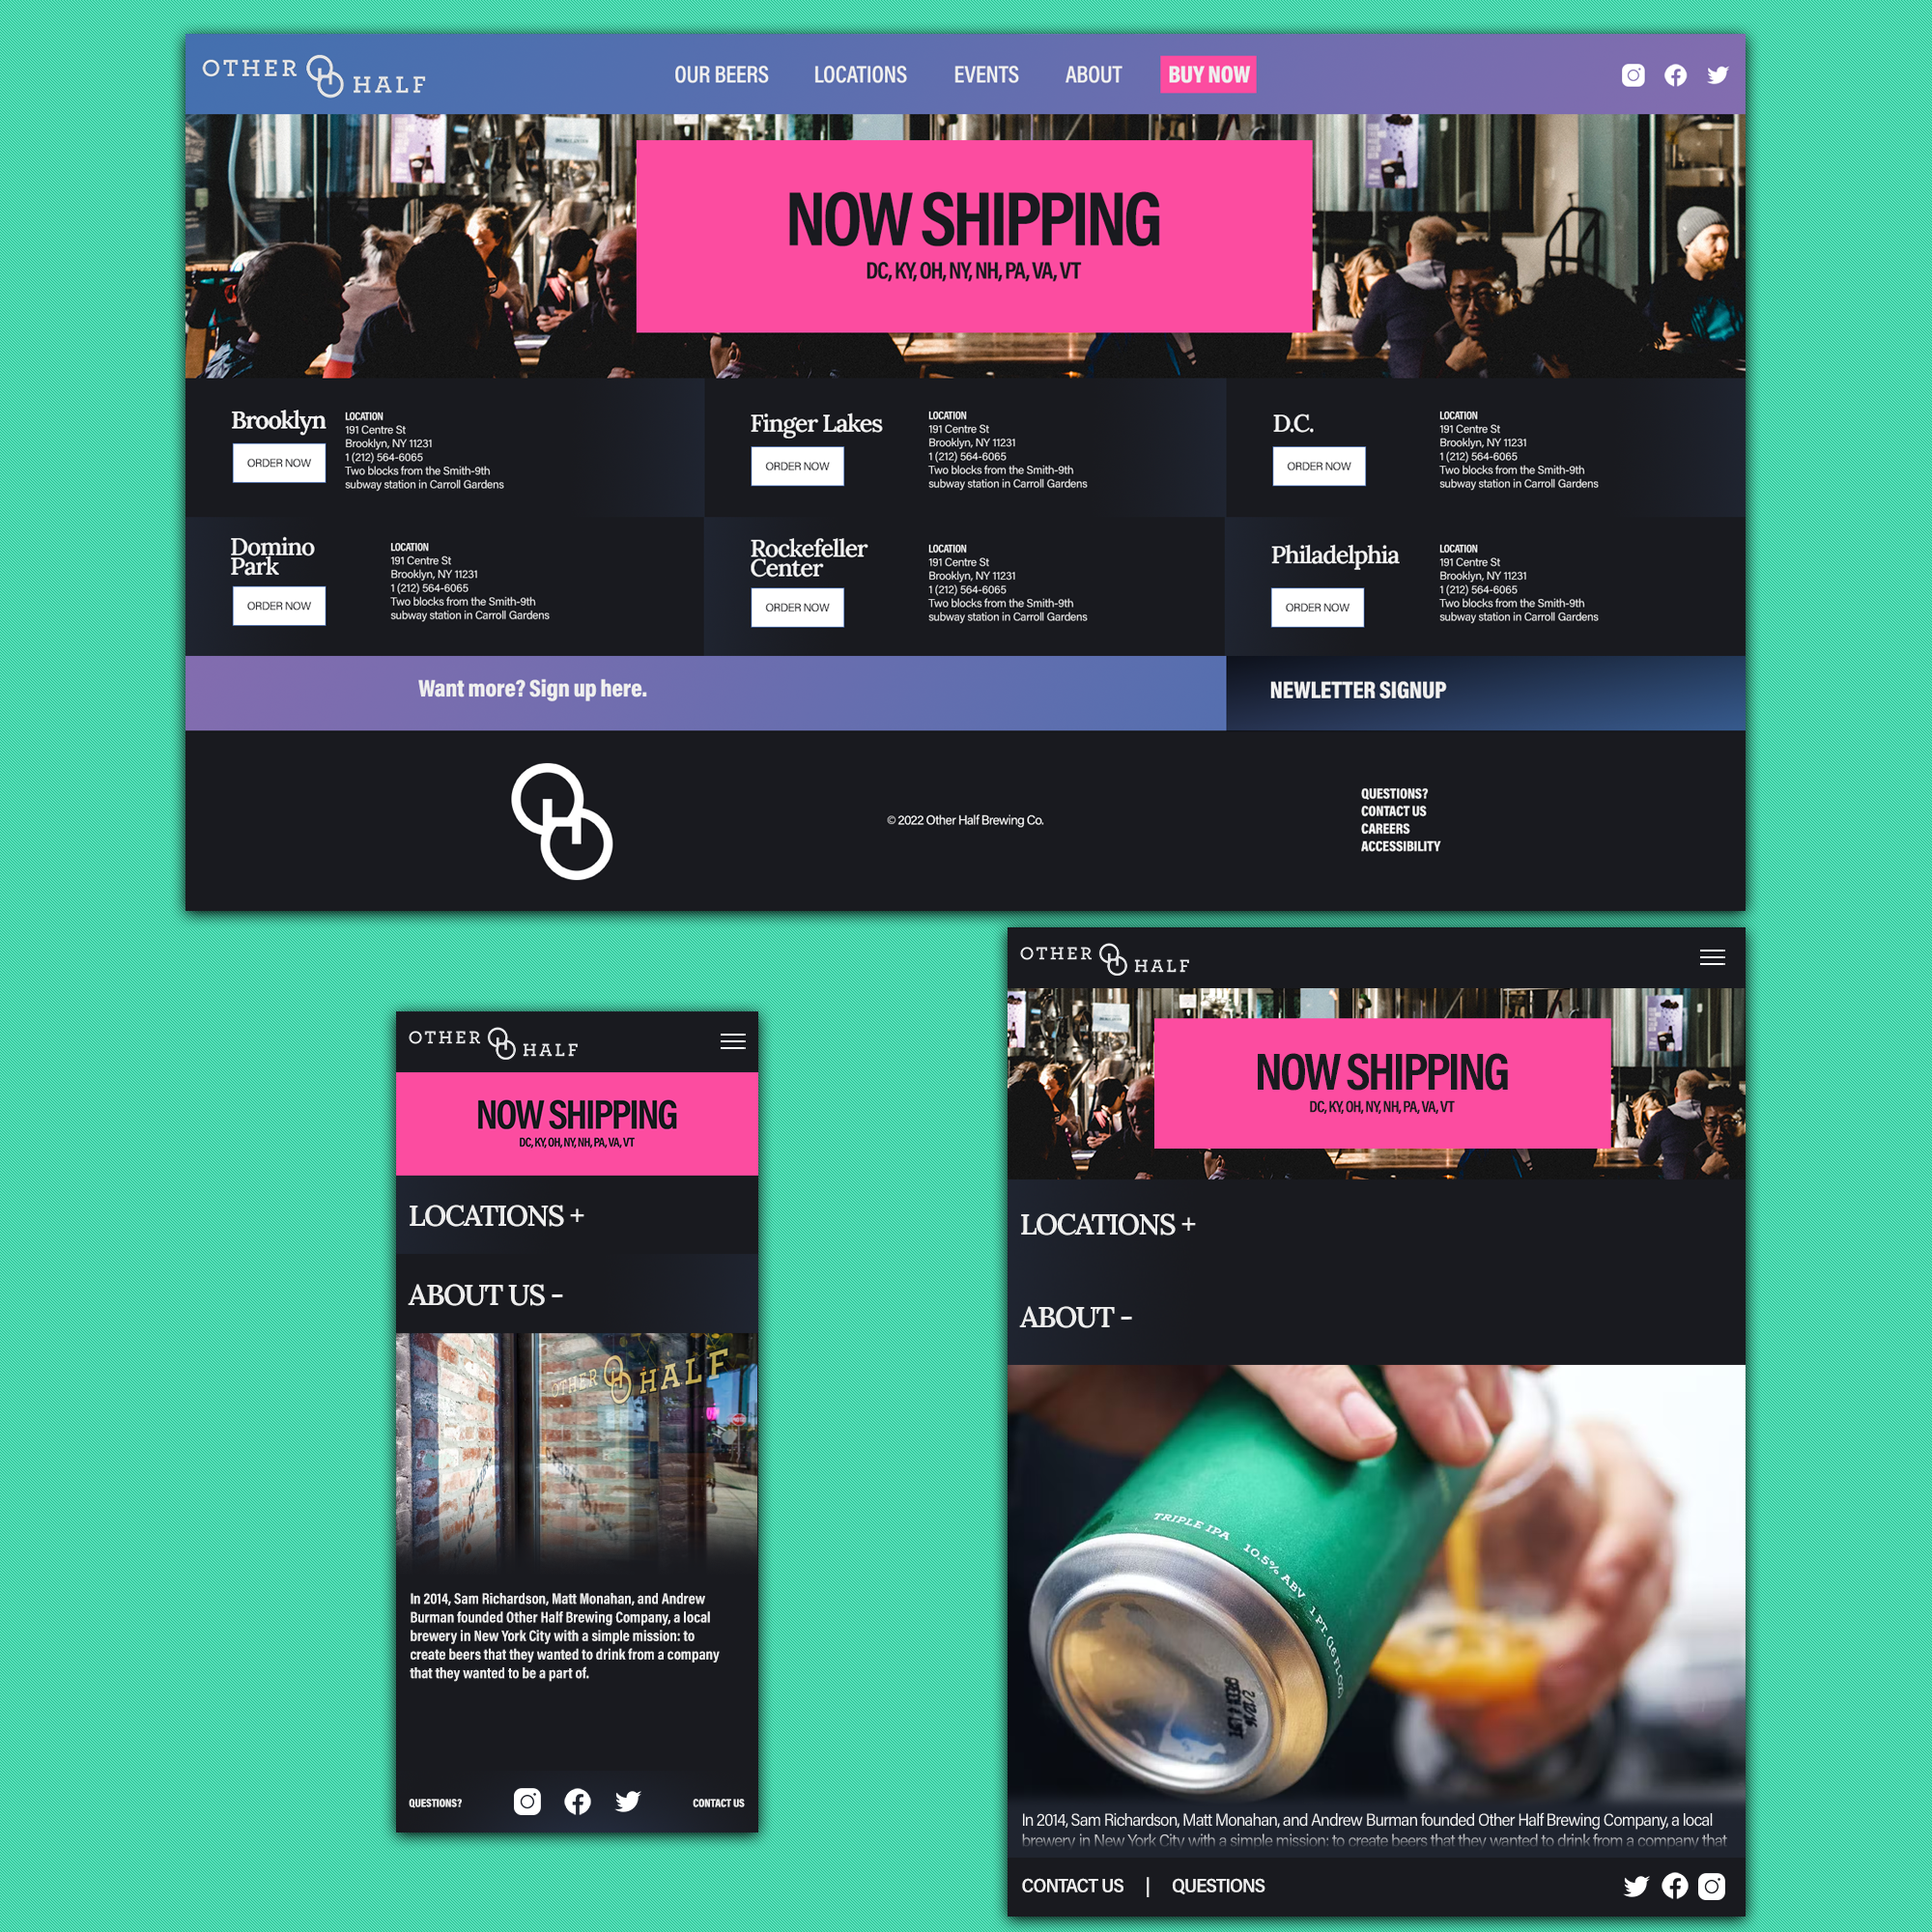 OTHER HALF
OUR BEERS
LOCATIONS
EVENTS
ABOUT
BUY NOW
NOW SHIPPING
DC, KY, OH, NY, NH, PA, VA, VT
Brooklyn
ORDER NOW
LOCATION
191 Centre St
Brooklyn, NY 11231
1 (212) 564-6065
Two blocks from the Smith-9th
subway station in Carroll Gardens
Finger Lakes
ORDER NOW
LOCATION
191 Centre St
Brooklyn, NY 11231
1 (212) 564-6065
Two blocks from the Smith-9th
subway station in Carroll Gardens
D.C.
ORDER NOW
LOCATION
191 Centre St
Brooklyn, NY 11231
1 (212) 564-6065
Two blocks from the Smith-9th
subway station in Carroll Gardens
Domino
Park
ORDER NOW
LOCATION
191 Centre St
Brooklyn, NY 11231
1 (212) 564-6065
Two blocks from the Smith-9th
subway station in Carroll Gardens
Rockefeller
Center
ORDER NOW
LOCATION
191 Centre St
Brooklyn, NY 11231
1 (212) 564-6065
Two blocks from the Smith-9th
subway station in Carroll Gardens
Philadelphia
ORDER NOW
LOCATION
191 Centre St
Brooklyn, NY 11231
1 (212) 564-6065
Two blocks from the Smith-9th
subway station in Carroll Gardens
Want more? Sign up here.
NEWLETTER SIGNUP
© 2022 Other Half Brewing Co.
QUESTIONS?
CONTACT US
CAREERS
ACCESSIBILITY
OTHER HALF
NOW SHIPPING
DC, KY, OH, NY, NH, PA, VA, VT
LOCATIONS +
ABOUT US -
OTHER HALF
In 2014, Sam Richardson, Matt Monahan, and Andrew
Burman founded Other Half Brewing Company, a local
brewery in New York City with a simple mission: to
create beers that they wanted to drink from a company
that they wanted to be a part of.
QUESTIONS?
CONTACT US
OTHER HALF
NOW SHIPPING
DC, KY, OH, NY, NH, PA, VA, VT
LOCATIONS +
ABOUT -
TRIPLE IPA 10.5% ABV 1 PT. (16 FL OZ)
In 2014, Sam Richardson, Matt Monahan, and Andrew Burman founded Other Half Brewing Company, a local
brewery in New York City with a simple mission: to create beers that they wanted to drink from a company that
CONTACT US | QUESTIONS